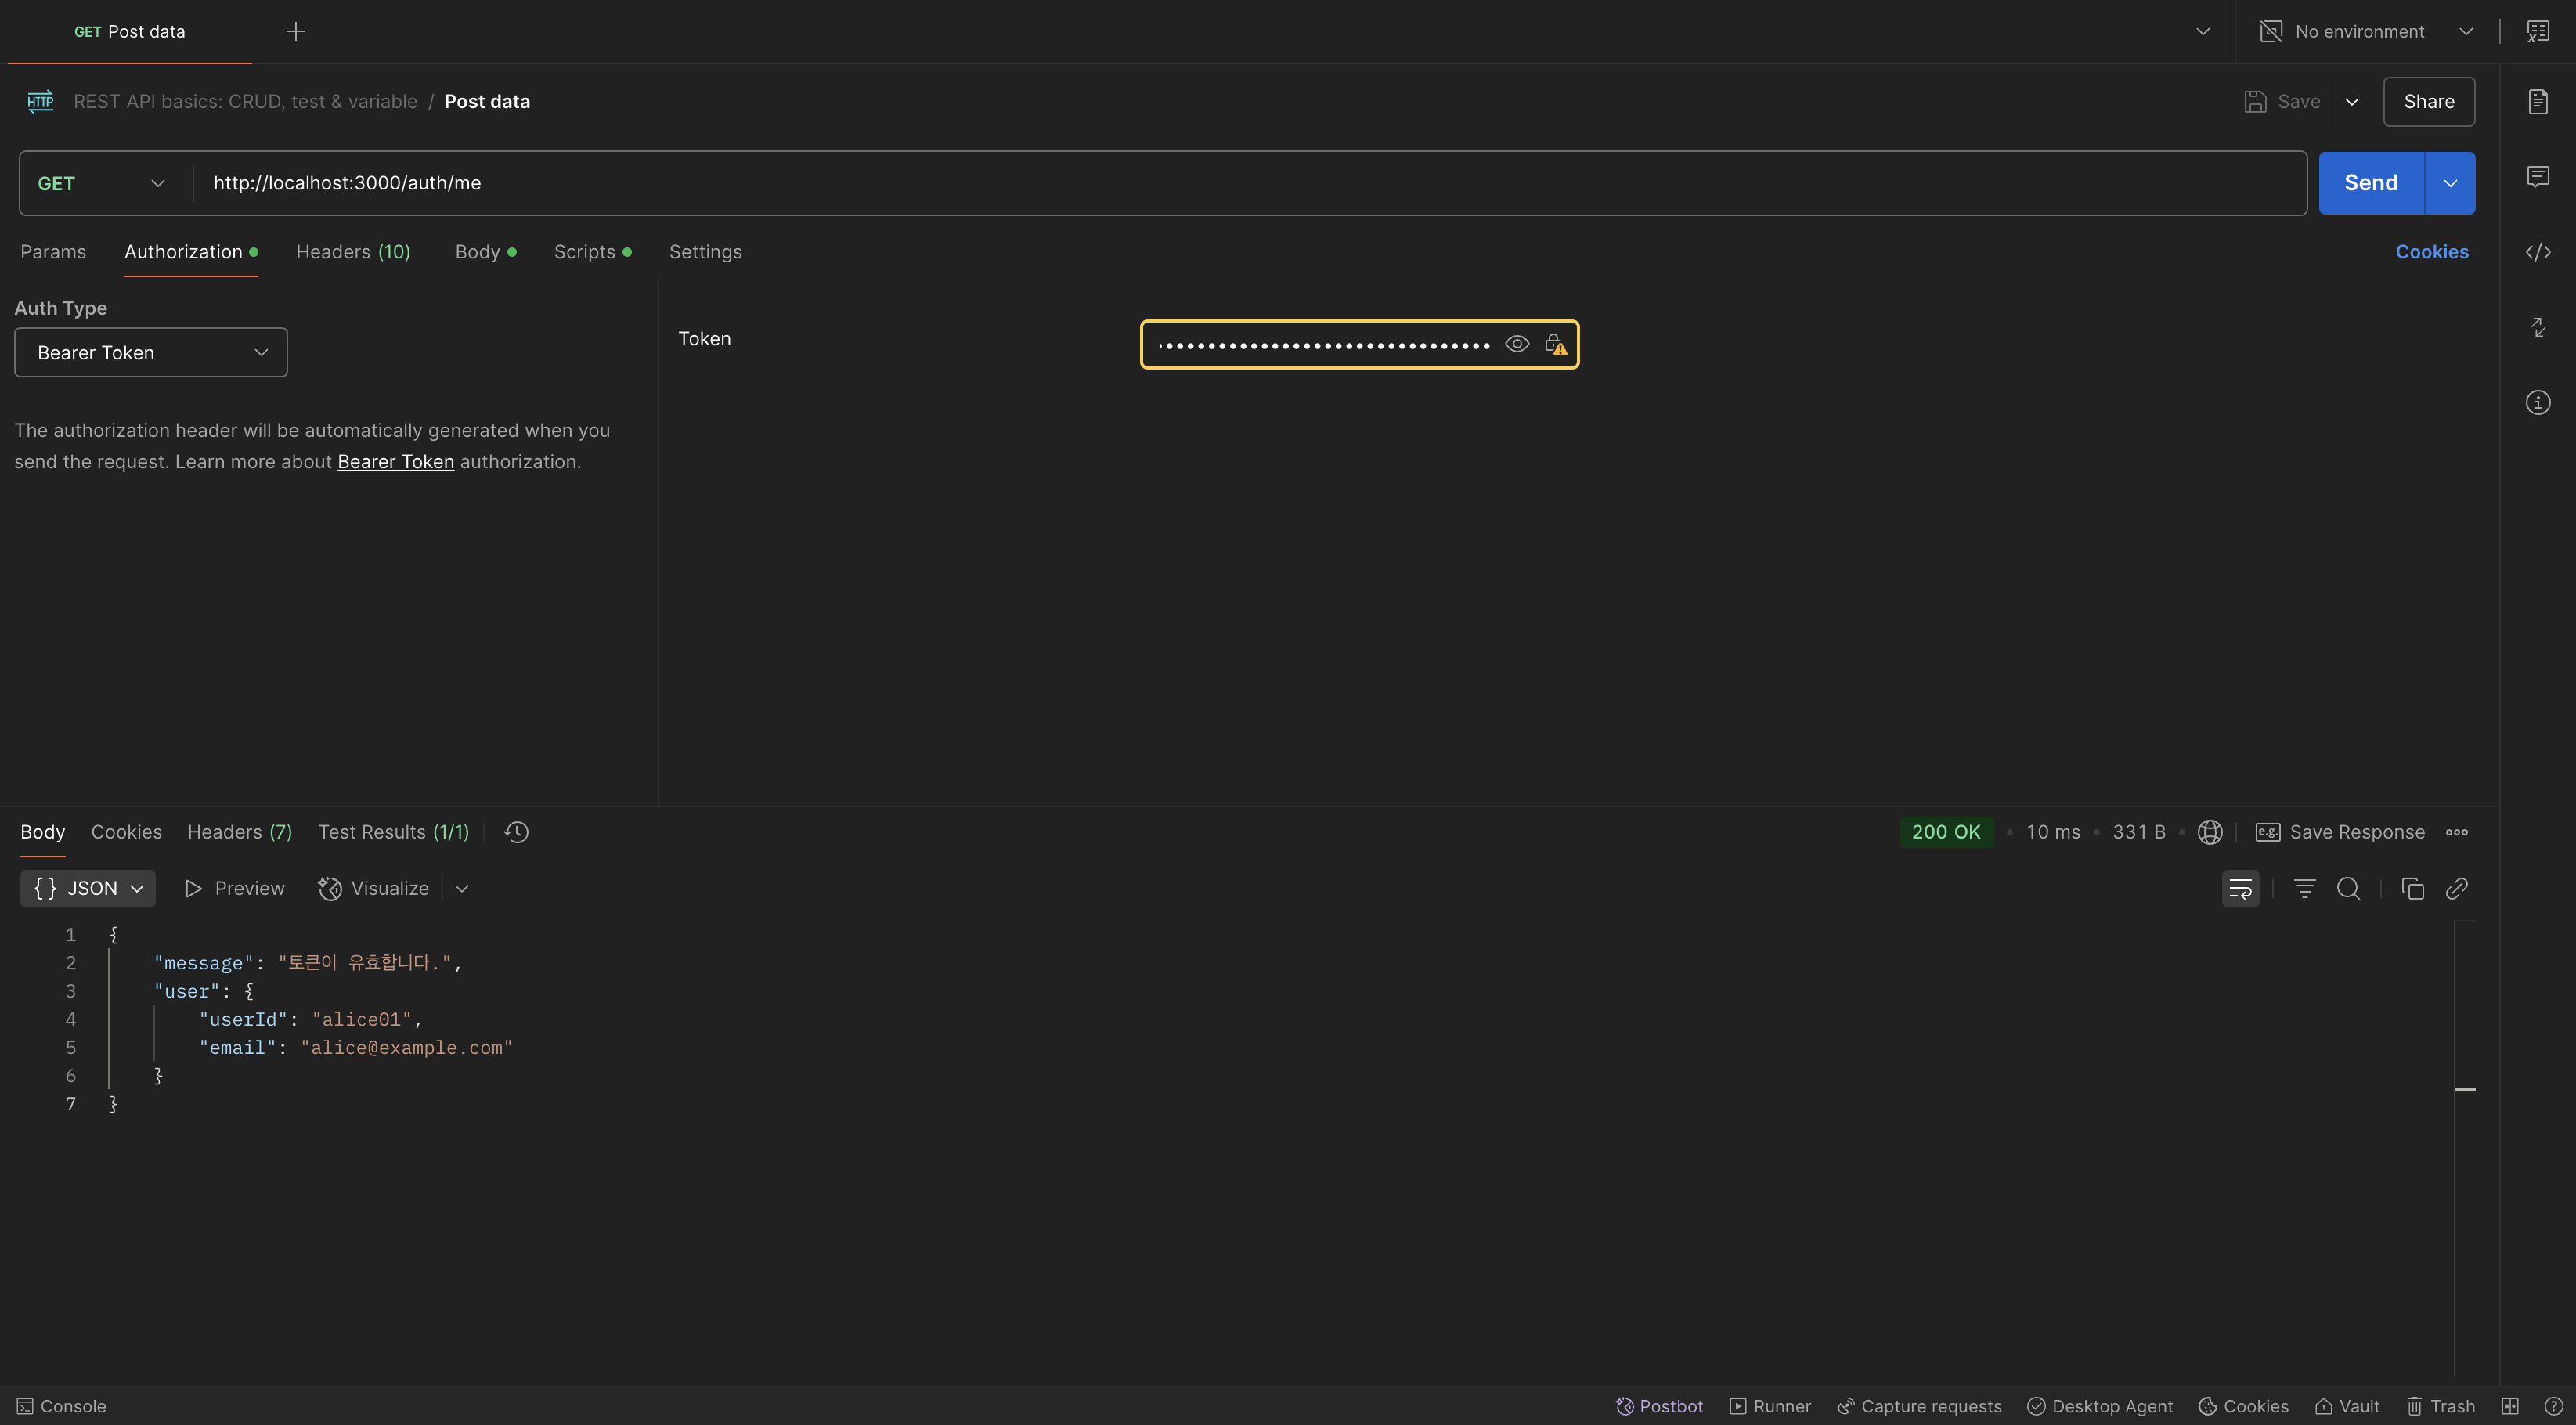 GET Post data
No environment
HTTP REST API basics: CRUD, test & variable / Post data
Save
Share
GET http://localhost:3000/auth/me
Send
Params Authorization Headers (10) Body Scripts Settings Cookies
Auth Type
Bearer Token
Token
The authorization header will be automatically generated when you
send the request. Learn more about Bearer Token authorization.
Body Cookies Headers (7) Test Results (1/1)
200 OK • 10 ms • 331 B • e.g. Save Response
{} JSON Preview Visualize
1 {
2 "message": "토큰이 유효합니다.",
3 "user": {
4 "userId": "alice01",
5 "email": "alice@example.com"
6 }
7 }
Console Postbot Runner Capture requests Desktop Agent Cookies Vault Trash